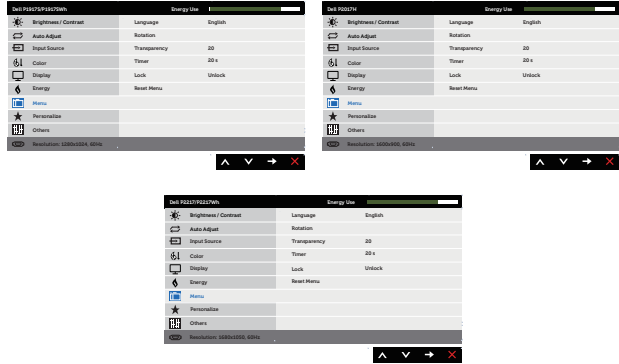 Dell P1917S/P1917SWh Energy Use
Brightness / Contrast Language English
Auto Adjust Rotation
Input Source Transparency 20
Color Timer 20 s
Display Lock Unlock
Energy Reset Menu
Menu
Personalize
Others
Resolution: 1280x1024, 60Hz
Dell P2017H Energy Use
Brightness / Contrast Language English
Auto Adjust Rotation
Input Source Transparency 20
Color Timer 20 s
Display Lock Unlock
Energy Reset Menu
Menu
Personalize
Others
Resolution: 1600x900, 60Hz
Dell P2217/P2217Wh Energy Use
Brightness / Contrast Language English
Auto Adjust Rotation
Input Source Transparency 20
Color Timer 20 s
Display Lock Unlock
Energy Reset Menu
Menu
Personalize
Others
Resolution: 1680x1050, 60Hz